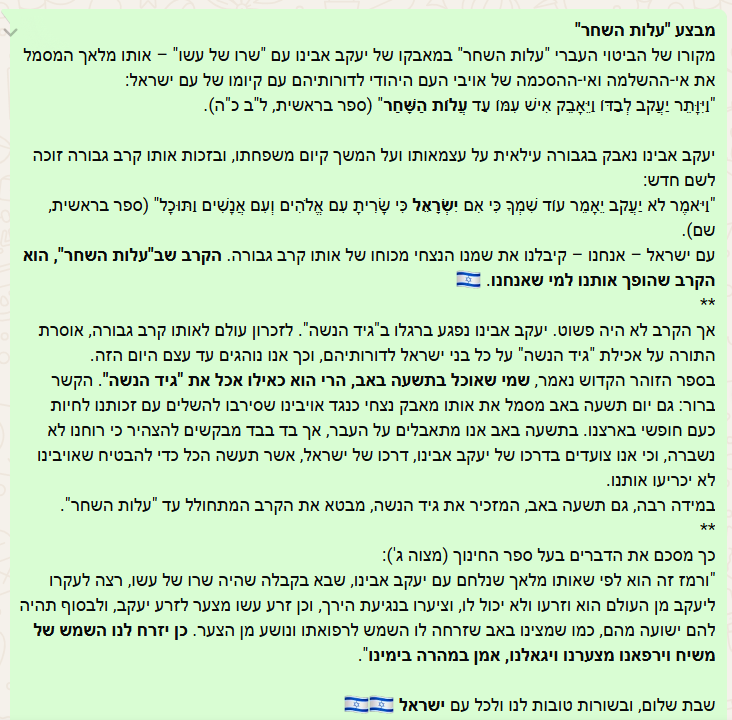 מבצע "עלות השחר"
מקורו של הביטוי העברי "עלות השחר" במאבקו של יעקב אבינו עם "שרו של עשו" – אותו מלאך המסמל
את אי-ההשלמה ואי-ההסכמה של אויבי העם היהודי לדורותיהם עם קיומו של עם ישראל:
"וַיִּוָּתֵר יַעֲקֹב לְבַדּוֹ וַיֵּאָבֵק אִישׁ עִמּוֹ עַד עֲלוֹת הַשָּׁחַר" (ספר בראשית, ל"ב כ"ה).
יעקב אבינו נאבק בגבורה עילאית על עצמאותו ועל המשך קיום משפחתו, ובזכות אותו קרב גבורה זוכה
לשם חדש:
"וַיֹּאמֶר לֹא יַעֲקֹב יֵאָמֵר עוֹד שִׁמְךָ כִּי אִם יִשְׂרָאֵל כִּי שָׂרִיתָ עִם אֱלֹהִים וְעִם אֲנָשִׁים וַתּוּכָל" (ספר בראשית,
שם).
עם ישראל – אנחנו – קיבלנו את שמנו הנצחי מכוחו של אותו קרב גבורה. הקרב שב"עלות השחר", הוא
הקרב שהופך אותנו למי שאנחנו. 🇮🇱
**
אך הקרב לא היה פשוט. יעקב אבינו נפגע ברגלו ב"גיד הנשה". לזכרון עולם לאותו קרב גבורה, אוסרת
התורה על אכילת "גיד הנשה" על כל בני ישראל לדורותיהם, וכך אנו נוהגים עד עצם היום הזה.
בספר הזוהר הקדוש נאמר, שמי שאוכל בתשעה באב, הרי הוא כאילו אכל את "גיד הנשה". הקשר
ברור: גם יום תשעה באב מסמל את אותו מאבק נצחי כנגד אויבינו שסירבו להשלים עם זכותנו לחיות
כעם חופשי בארצנו. בתשעה באב אנו מתאבלים על העבר, אך בד בבד מבקשים להצהיר כי רוחנו לא
נשברה, וכי אנו צועדים בדרכו של יעקב אבינו, דרכו של ישראל, אשר תעשה הכל כדי להבטיח שאויבינו
לא יכריעו אותנו.
במידה רבה, גם תשעה באב, המזכיר את גיד הנשה, מבטא את הקרב המתחולל עד "עלות השחר".
**
כך מסכם את הדברים בעל ספר החינוך (מצוה ג'):
"ורמז זה הוא לפי שאותו מלאך שנלחם עם יעקב אבינו, שבא בקבלה שהיה שרו של עשו, רצה לעקרו
ליעקב מן העולם הוא וזרעו ולא יכול לו, וציערו בנגיעת הירך, וכן זרע עשו מצער לזרע יעקב, ולבסוף תהיה
להם ישועה מהם, כמו שמצינו באב שזרחה לו השמש לרפואתו ונושע מן הצער. כן יזרח לנו השמש של
משיח וירפאנו מצערנו ויגאלנו, אמן במהרה בימינו".
שבת שלום, ובשורות טובות לנו ולכל עם ישראל 🇮🇱🇮🇱